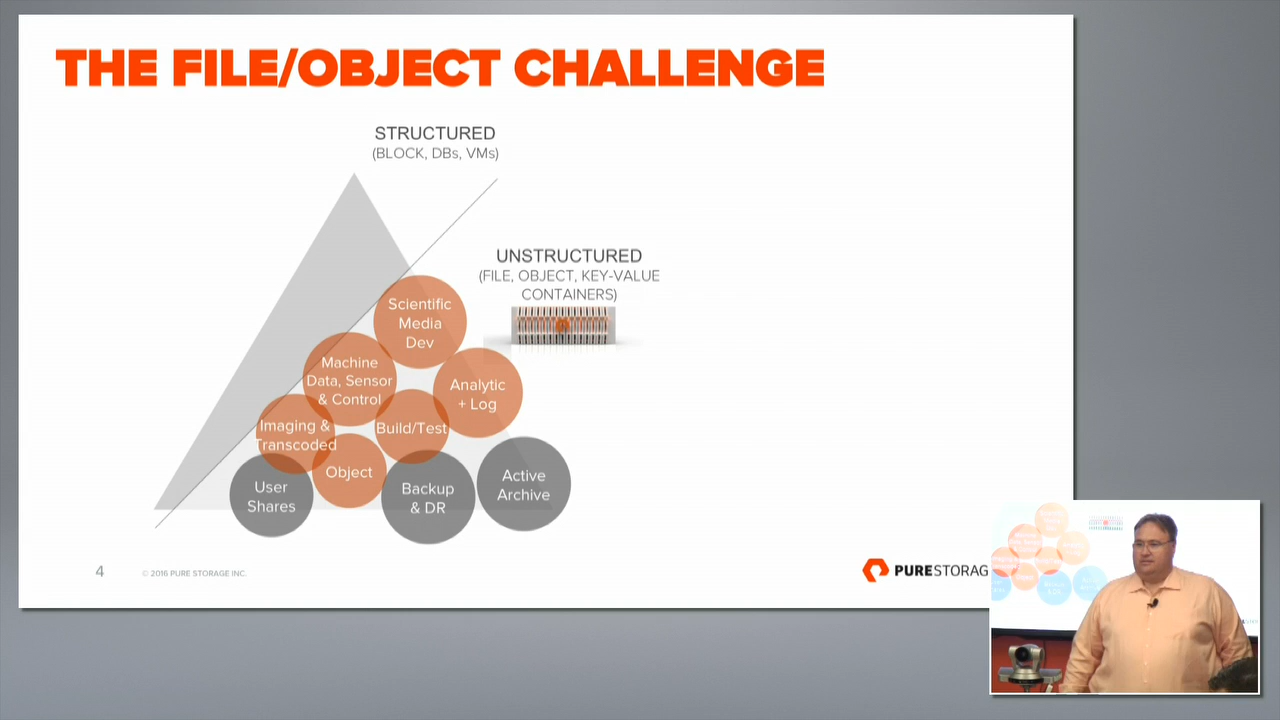 THE FILE/OBJECT CHALLENGE
STRUCTURED
(BLOCK, DBs, VMs)
UNSTRUCTURED
(FILE, OBJECT, KEY-VALUE
CONTAINERS)
Scientific
Media
Dev
Machine
Data, Sensor
& Control
Analytic
+ Log
Imaging &
Transcoded
Build/Test
Object
User
Shares
Backup
& DR
Active
Archive
4
© 2016 PURE STORAGE INC.
PURESTORAG